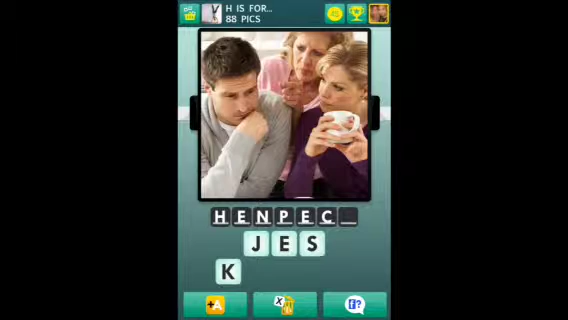 H IS FOR...
88 PICS
HENPEC
JES
K
+A
X
f?